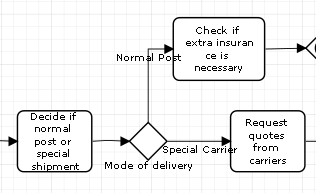 Check if
extra insuran
ce is
necessary
Normal Post
Decide if
normal
post or
special
shipment
Mode of delivery
Special Carrier
Request
quotes
from
carriers